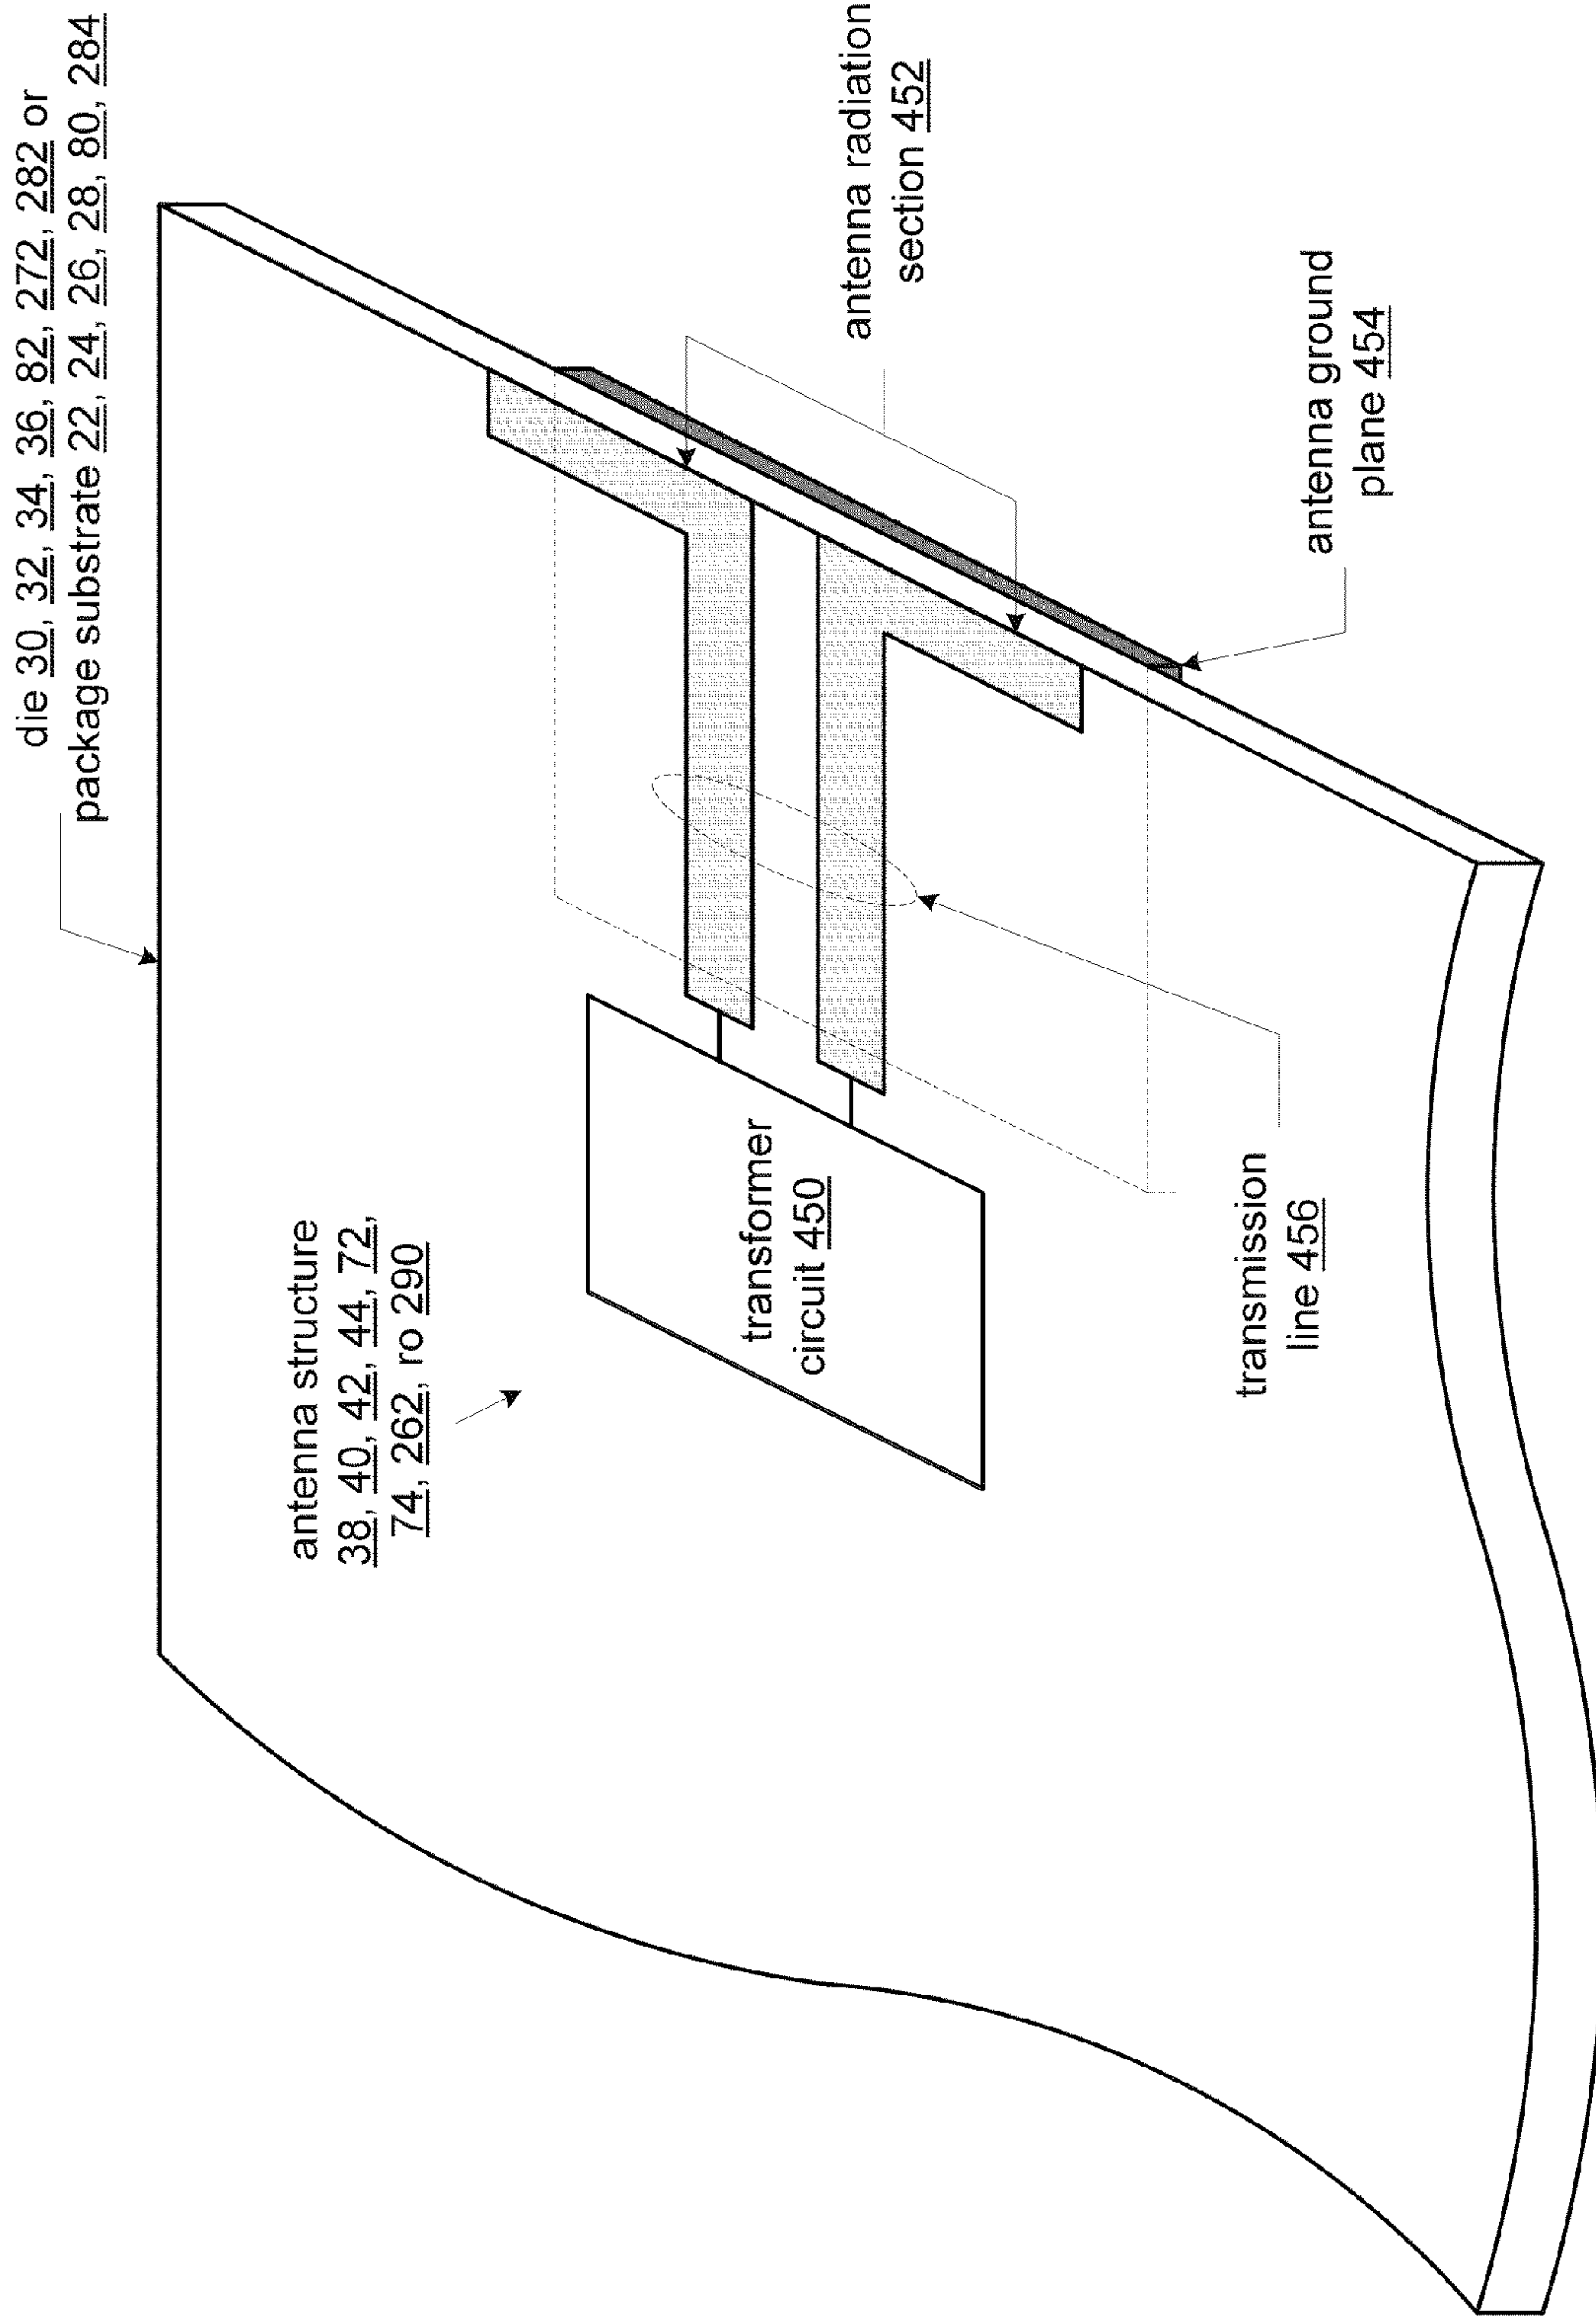 die 30, 32, 34, 36, 82, 272, 282 or
package substrate 22, 24, 26, 28, 80, 284
antenna structure
38, 40, 42, 44, 72,
74, 262, ro 290
transformer
circuit 450
antenna radiation
section 452
antenna ground
plane 454
transmission
line 456